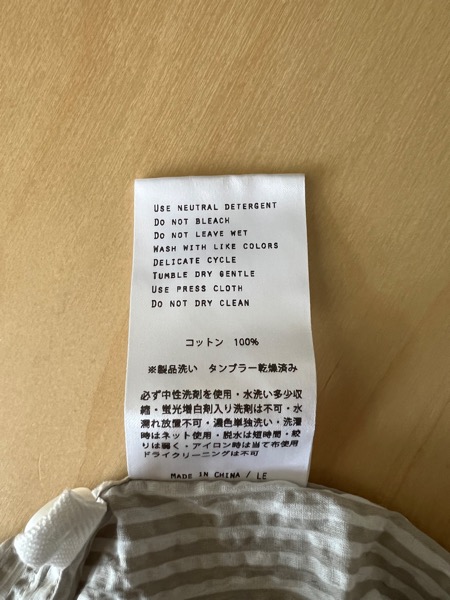 USE NEUTRAL DETERGENT
DO NOT BLEACH
DO NOT LEAVE WET
WASH WITH LIKE COLORS
DELICATE CYCLE
TUMBLE DRY GENTLE
USE PRESS CLOTH
DO NOT DRY CLEAN
コットン 100%
※製品洗い タンブラー乾燥済み
必ず中性洗剤を使用・水洗い多少収
縮・蛍光増白剤入り洗剤は不可・水
濡れ放置不可・濃色単独洗い・洗濯
時はネット使用・脱水は短時間・絞
りは弱く・アイロン時は当て布使用
ドライクリーニングは不可
MADE IN CHINA / LE